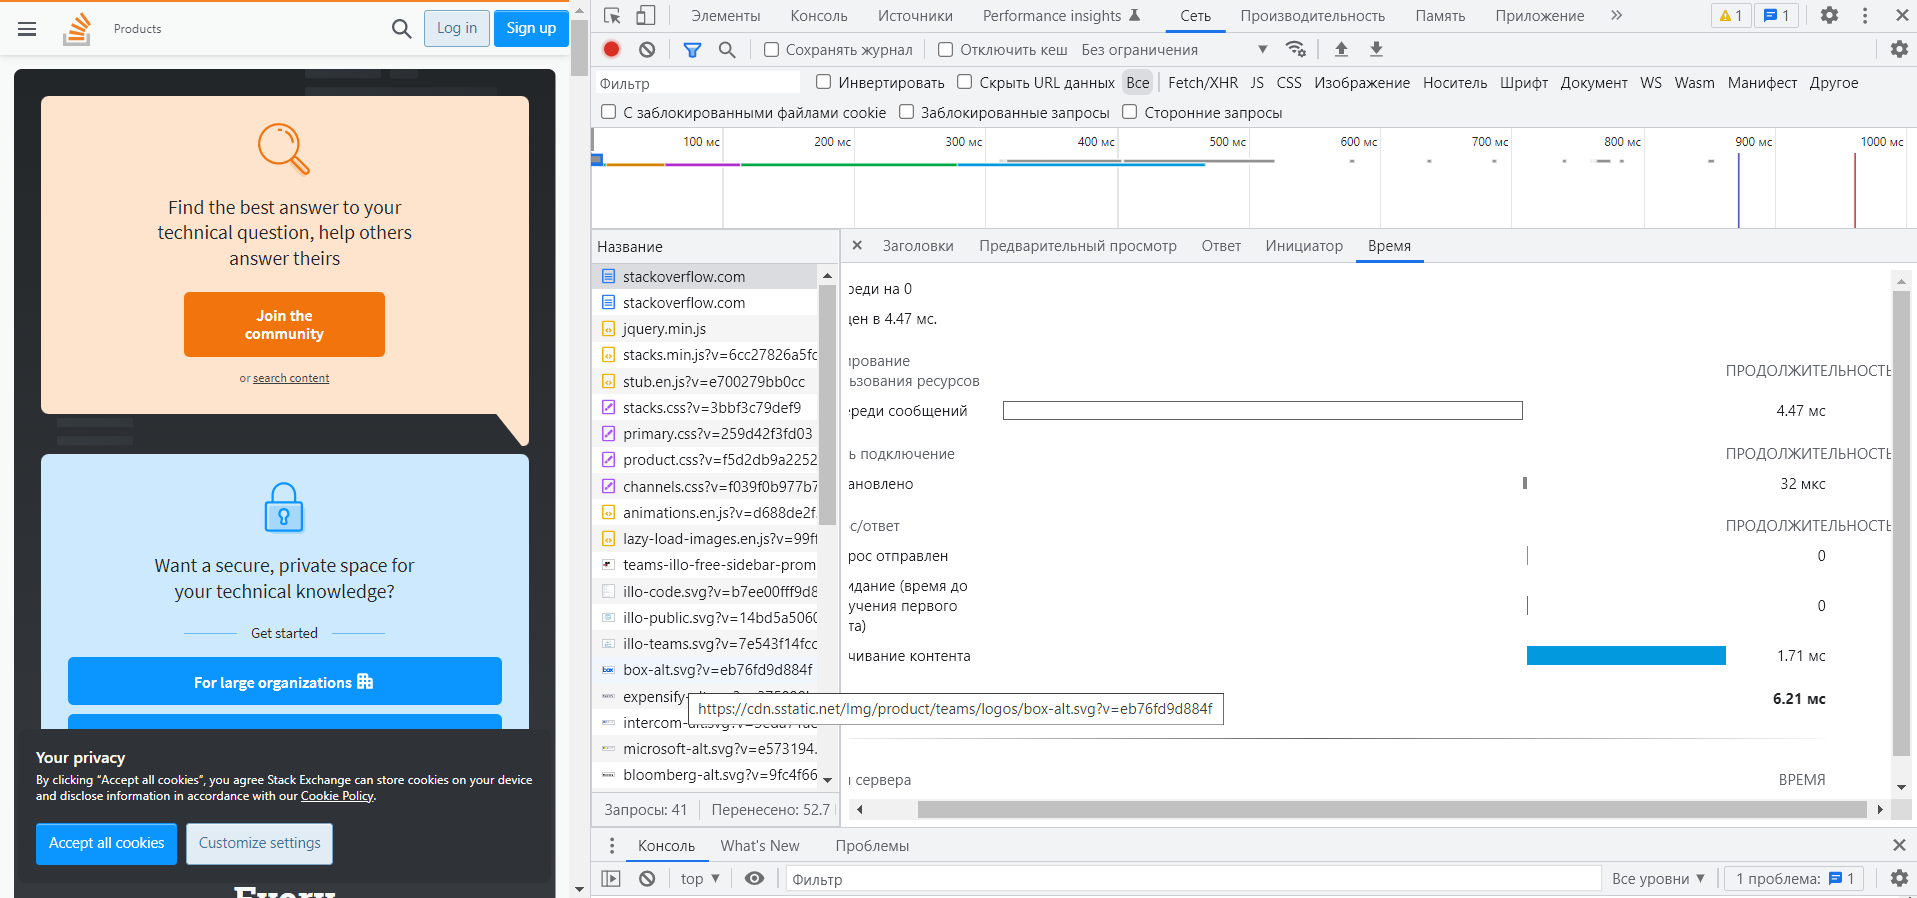 Products
Log in
Sign up
Find the best answer to your
technical question, help others
answer theirs
Join the
community
or search content
Want a secure, private space for
your technical knowledge?
Get started
For large organizations
Your privacy
By clicking “Accept all cookies”, you agree Stack Exchange can store cookies on your device
and disclose information in accordance with our Cookie Policy.
Accept all cookies
Customize settings
Every
Элементы
Консоль
Источники
Performance insights
Сеть
Производительность
Память
Приложение
1
1
Сохранять журнал
Отключить кеш
Без ограничения
Фильтр
Инвертировать
Скрыть URL данных
Все
Fetch/XHR
JS
CSS
Изображение
Носитель
Шрифт
Документ
WS
Wasm
Манифест
Другое
С заблокированными файлами cookie
Заблокированные запросы
Сторонние запросы
100 мс
200 мс
300 мс
400 мс
500 мс
600 мс
700 мс
800 мс
900 мс
1000 мс
Название
stackoverflow.com
stackoverflow.com
jquery.min.js
stacks.min.js?v=6cc27826a5fc
stub.en.js?v=e700279bb0cc
stacks.css?v=3bbf3c79def9
primary.css?v=259d42f3fd03
product.css?v=f5d2db9a2252
channels.css?v=f039f0b977b7
animations.en.js?v=d688de2f
lazy-load-images.en.js?v=99ff
teams-illo-free-sidebar-prom
illo-code.svg?v=b7ee00fff9d8
illo-public.svg?v=14bd5a5060
illo-teams.svg?v=7e543f14fcc
box-alt.svg?v=eb76fd9d884f
microsoft-alt.svg?v=e573194
bloomberg-alt.svg?v=9fc4f66
https://cdn.sstatic.net/Img/product/teams/logos/box-alt.svg?v=eb76fd9d884f
Запросы: 41
Перенесено: 52.7
Заголовки
Предварительный просмотр
Ответ
Инициатор
Время
реди на 0
ен в 4.47 мс.
ирование
льзования ресурсов
ПРОДОЛЖИТЕЛЬНОСТЬ
ереди сообщений
4.47 мс
ь подключение
ПРОДОЛЖИТЕЛЬНОСТЬ
ановлено
32 мкс
с/ответ
ПРОДОЛЖИТЕЛЬНОСТЬ
рос отправлен
0
идание (время до
учения первого
та)
0
чивание контента
1.71 мс
6.21 мс
сервера
ВРЕМЯ
Консоль
What's New
Проблемы
top
Фильтр
Все уровни
1 проблема:
1